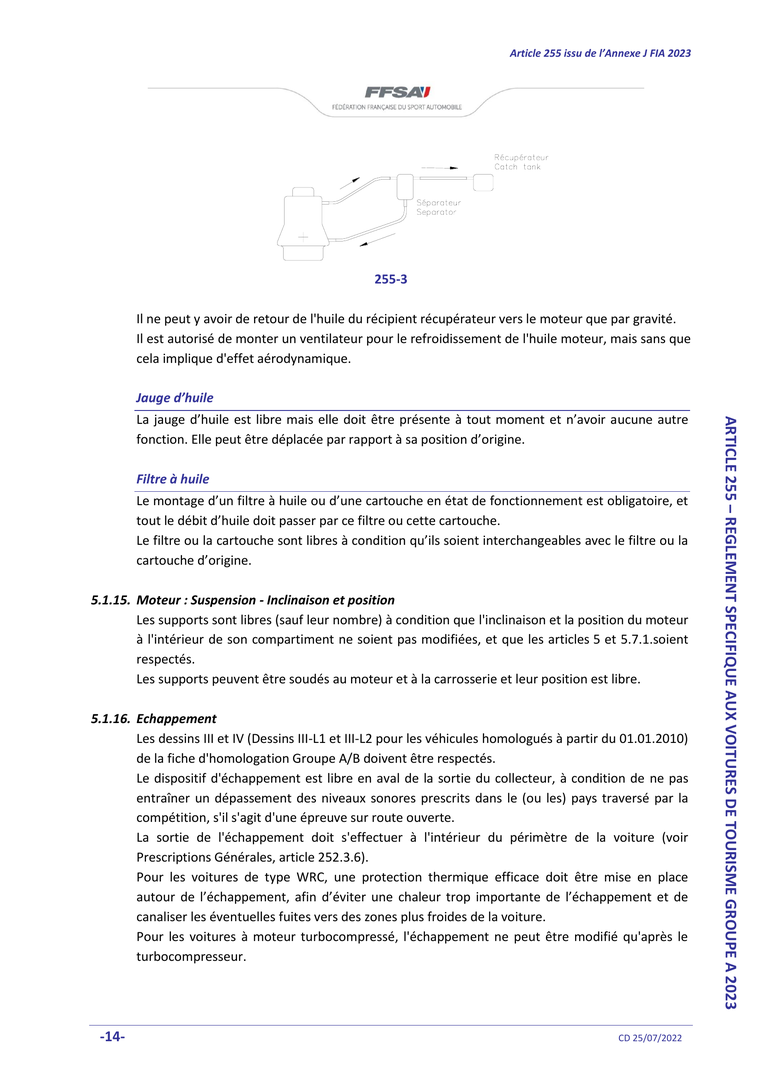 Article 255 issu de l'Annexe J FIA 2023
FFSA
FÉDÉRATION FRANÇAISE DU SPORT AUTOMOBILE
Récupérateur
Catch tank
Séparateur
Separator
255-3
Il ne peut y avoir de retour de l'huile du récipient récupérateur vers le moteur que par gravité.
Il est autorisé de monter un ventilateur pour le refroidissement de l'huile moteur, mais sans que
cela implique d'effet aérodynamique.
Jauge d’huile
La jauge d’huile est libre mais elle doit être présente à tout moment et n’avoir aucune autre
fonction. Elle peut être déplacée par rapport à sa position d’origine.
Filtre à huile
Le montage d’un filtre à huile ou d’une cartouche en état de fonctionnement est obligatoire, et
tout le débit d’huile doit passer par ce filtre ou cette cartouche.
Le filtre ou la cartouche sont libres à condition qu’ils soient interchangeables avec le filtre ou la
cartouche d’origine.
5.1.15. Moteur : Suspension - Inclinaison et position
Les supports sont libres (sauf leur nombre) à condition que l'inclinaison et la position du moteur
à l'intérieur de son compartiment ne soient pas modifiées, et que les articles 5 et 5.7.1.soient
respectés.
Les supports peuvent être soudés au moteur et à la carrosserie et leur position est libre.
5.1.16. Echappement
Les dessins III et IV (Dessins III-L1 et III-L2 pour les véhicules homologués à partir du 01.01.2010)
de la fiche d'homologation Groupe A/B doivent être respectés.
Le dispositif d'échappement est libre en aval de la sortie du collecteur, à condition de ne pas
entraîner un dépassement des niveaux sonores prescrits dans le (ou les) pays traversé par la
compétition, s'il s'agit d'une épreuve sur route ouverte.
La sortie de l'échappement doit s'effectuer à l'intérieur du périmètre de la voiture (voir
Prescriptions Générales, article 252.3.6).
Pour les voitures de type WRC, une protection thermique efficace doit être mise en place
autour de l’échappement, afin d’éviter une chaleur trop importante de l’échappement et de
canaliser les éventuelles fuites vers des zones plus froides de la voiture.
Pour les voitures à moteur turbocompressé, l'échappement ne peut être modifié qu'après le
turbocompresseur.
ARTICLE 255 – REGLEMENT SPECIFIQUE AUX VOITURES DE TOURISME GROUPE A 2023
-14-
CD 25/07/2022